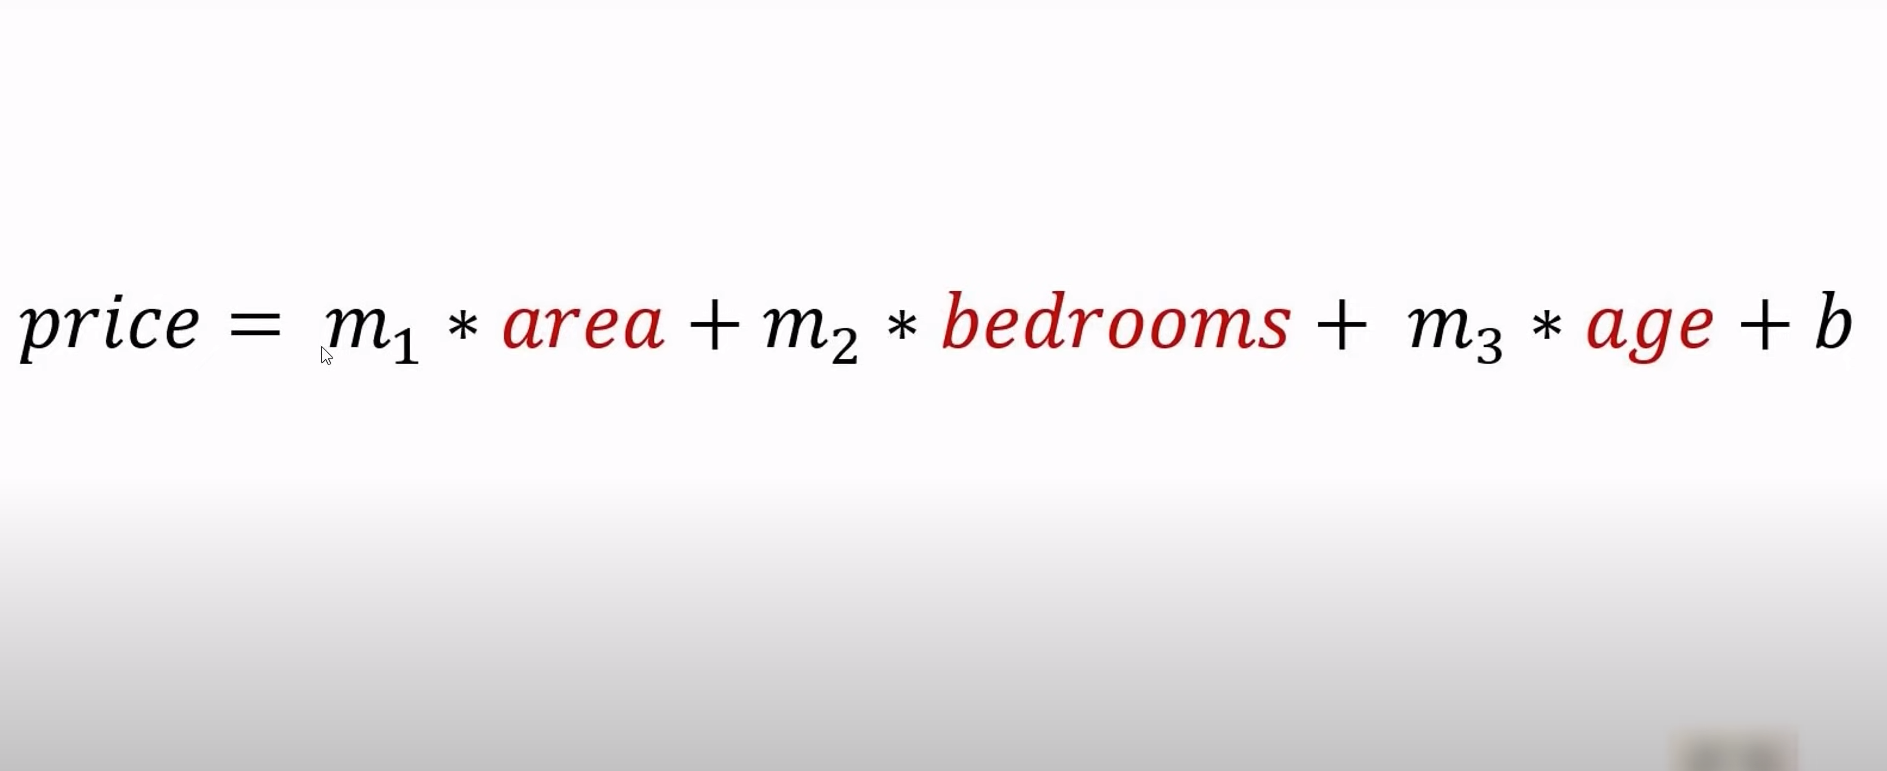 price = m₁ * area + m₂ * bedrooms + m₃ * age + b